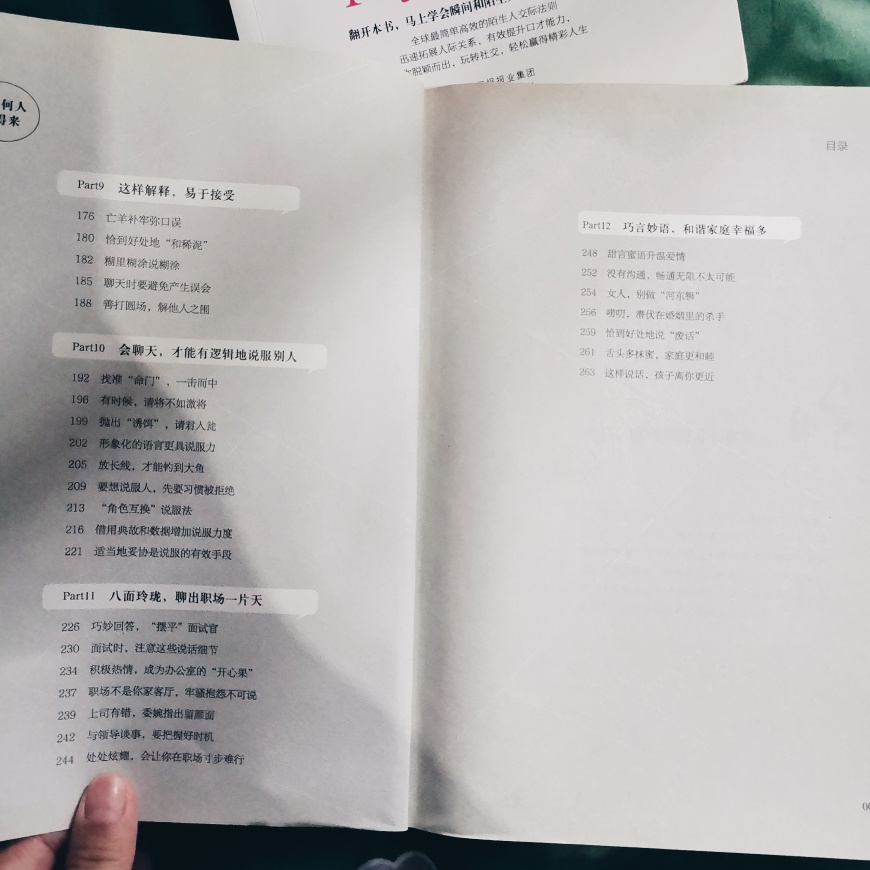 翻开本书，马上学会瞬间和陌生
全球最简单高效的陌生人交际法则
迅速拓展人际关系、有效提升口才能力，
脱颖而出，玩转社交，轻松赢得精彩人生
业集团
何人
得来
Part9 这样解释，易于接受
176 亡羊补牢弥口误
180 恰到好处地“和稀泥”
182 糊里糊涂说糊涂
185 聊天时要避免产生误会
188 善打圆场，解他人之围
Part10 会聊天，才能有逻辑地说服别人
192 找准“命门”，一击而中
196 有时候，请将不如激将
199 抛出“诱饵”，请君入瓮
202 形象化的语言更具说服力
205 放长线，才能钓到大鱼
209 要想说服人，先要习惯被拒绝
213 “角色互换”说服法
216 借用典故和数据增加说服力度
221 适当地妥协是说服的有效手段
Part11 八面玲珑，聊出职场一片天
226 巧妙回答，“摆平”面试官
230 面试时，注意这些说话细节
234 积极热情，成为办公室的“开心果”
237 职场不是你家客厅，牢骚抱怨不可说
239 上司有错，委婉指出留颜面
242 与领导谈事，要把握好时机
244 处处炫耀，会让你在职场寸步难行
目录
Part12 巧言妙语，和谐家庭幸福多
248 甜言蜜语升温爱情
252 没有沟通，畅通无阻不太可能
254 女人，别做“河东狮”
256 唠叨，潜伏在婚姻里的杀手
259 恰到好处地说“废话”
261 舌头多抹蜜，家庭更和睦
263 这样说话，孩子离你更近